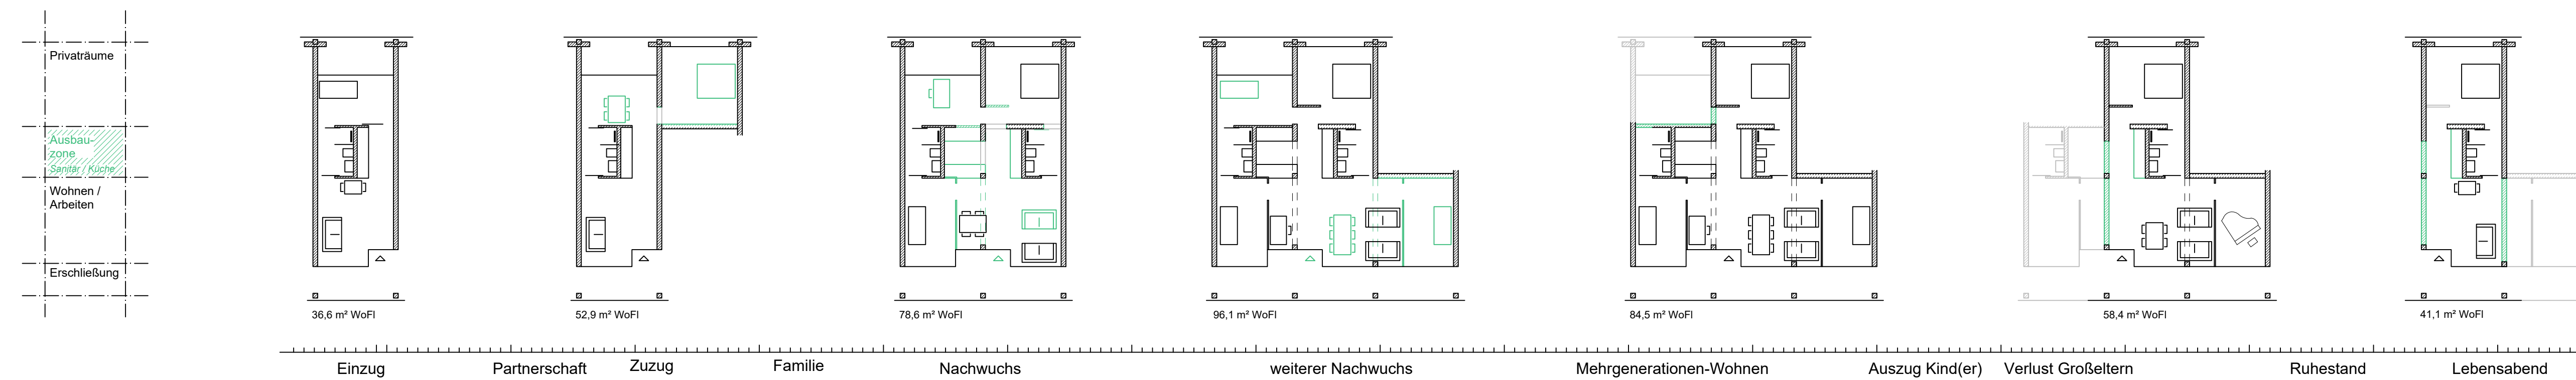 Privaträume
Ausbau-
zone
Sanitär / Küche
Wohnen /
Arbeiten
Erschließung
36,6 m² WoFl
52,9 m² WoFl
78,6 m² WoFl
96,1 m² WoFl
84,5 m² WoFl
58,4 m² WoFl
41,1 m² WoFl
Einzug
Partnerschaft
Zuzug
Familie
Nachwuchs
weiterer Nachwuchs
Mehrgenerationen-Wohnen
Auszug Kind(er)
Verlust Großeltern
Ruhestand
Lebensabend